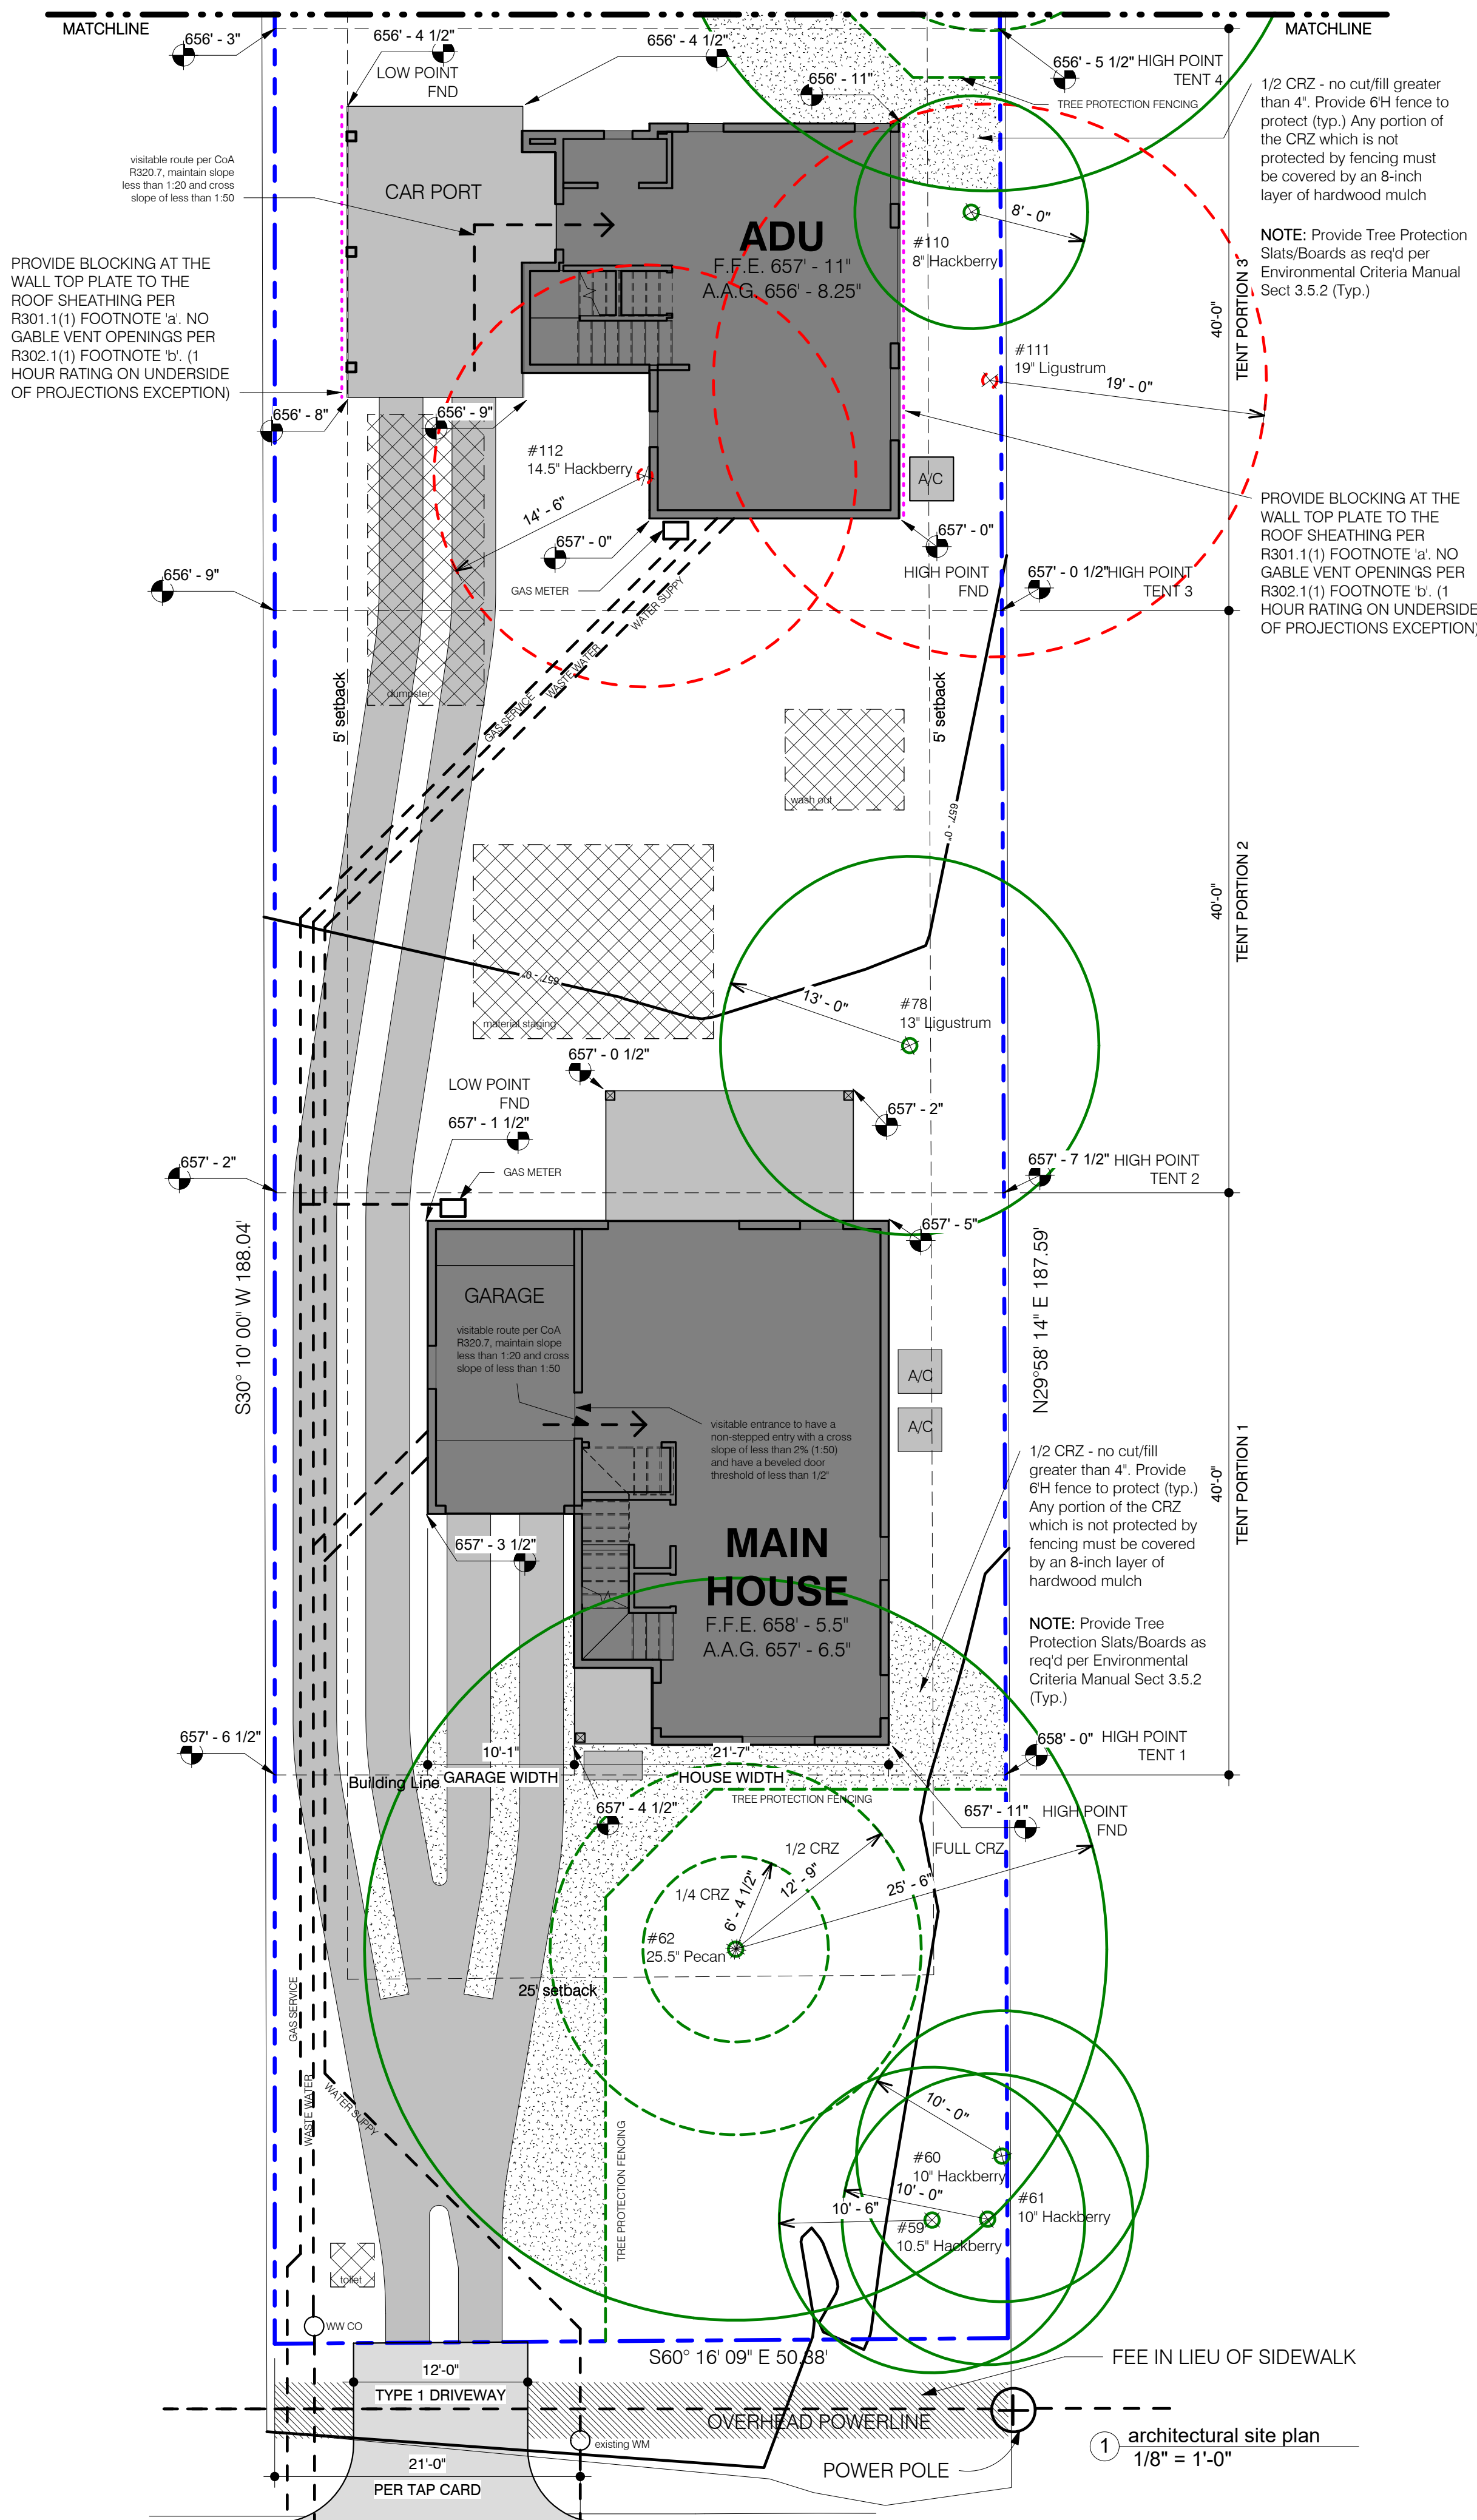 MATCHLINE
MATCHLINE
656' - 3"
656' - 4 1/2"
LOW POINT
FND
656' - 4 1/2"
656' - 11"
656' - 5 1/2" HIGH POINT
TENT 4
TREE PROTECTION FENCING
1/2 CRZ - no cut/fill greater
than 4". Provide 6'H fence to
protect (typ.) Any portion of
the CRZ which is not
protected by fencing must
be covered by an 8-inch
layer of hardwood mulch
NOTE: Provide Tree Protection
Slats/Boards as req'd per
Environmental Criteria Manual
Sect 3.5.2 (Typ.)
visitable route per CoA
R320.7, maintain slope
less than 1:20 and cross
slope of less than 1:50
CAR PORT
ADU
F.F.E. 657' - 11"
A.A.G. 656' - 8.25"
8' - 0"
#110
8" Hackberry
PROVIDE BLOCKING AT THE
WALL TOP PLATE TO THE
ROOF SHEATHING PER
R301.1(1) FOOTNOTE 'a'. NO
GABLE VENT OPENINGS PER
R302.1(1) FOOTNOTE 'b'. (1
HOUR RATING ON UNDERSIDE
OF PROJECTIONS EXCEPTION)
40'-0"
TENT PORTION 3
#111
19" Ligustrum
19' - 0"
656' - 8"
656' - 9"
#112
14.5" Hackberry
14' - 6"
A/C
657' - 0"
657' - 0"
HIGH POINT
FND
GAS METER
656' - 9"
657' - 0 1/2" HIGH POINT
TENT 3
PROVIDE BLOCKING AT THE
WALL TOP PLATE TO THE
ROOF SHEATHING PER
R301.1(1) FOOTNOTE 'a'. NO
GABLE VENT OPENINGS PER
R302.1(1) FOOTNOTE 'b'. (1
HOUR RATING ON UNDERSIDE
OF PROJECTIONS EXCEPTION)
WATER SUPPY
WASTE WATER
GAS SERVICE
dumpster
5' setback
5' setback
wash out
657' - 0"
40'-0"
TENT PORTION 2
657' - 0"
material staging
13' - 0"
#78
13" Ligustrum
657' - 0 1/2"
LOW POINT
FND
657' - 1 1/2"
657' - 2"
GAS METER
657' - 2"
657' - 7 1/2" HIGH POINT
TENT 2
657' - 5"
S30° 10' 00" W 188.04'
N29°58' 14" E 187.59'
GARAGE
visitable route per CoA
R320.7, maintain slope
less than 1:20 and cross
slope of less than 1:50
A/C
A/C
visitable entrance to have a
non-stepped entry with a cross
slope of less than 2% (1:50)
and have a beveled door
threshold of less than 1/2"
40'-0"
TENT PORTION 1
1/2 CRZ - no cut/fill
greater than 4". Provide
6'H fence to protect (typ.)
Any portion of the CRZ
which is not protected by
fencing must be covered
by an 8-inch layer of
hardwood mulch
NOTE: Provide Tree
Protection Slats/Boards as
req'd per Environmental
Criteria Manual Sect 3.5.2
(Typ.)
657' - 3 1/2"
MAIN
HOUSE
F.F.E. 658' - 5.5"
A.A.G. 657' - 6.5"
657' - 6 1/2"
658' - 0" HIGH POINT
TENT 1
10'-1"
21'-7"
Building Line
GARAGE WIDTH
HOUSE WIDTH
TREE PROTECTION FENCING
657' - 4 1/2"
657' - 11" HIGH POINT
FND
1/2 CRZ
FULL CRZ
1/4 CRZ
6' - 4 1/2"
12' - 9"
25' - 6"
#62
25.5" Pecan
25' setback
GAS SERVICE
WASTE WATER
WATER SUPPY
TREE PROTECTION FENCING
10' - 0"
#60
10" Hackberry
10' - 0"
10' - 6"
#61
10" Hackberry
#59
10.5" Hackberry
toilet
WW CO
S60° 16' 09" E 50.38'
FEE IN LIEU OF SIDEWALK
12'-0"
TYPE 1 DRIVEWAY
OVERHEAD POWERLINE
existing WM
POWER POLE
21'-0"
PER TAP CARD
1 architectural site plan
1/8" = 1'-0"